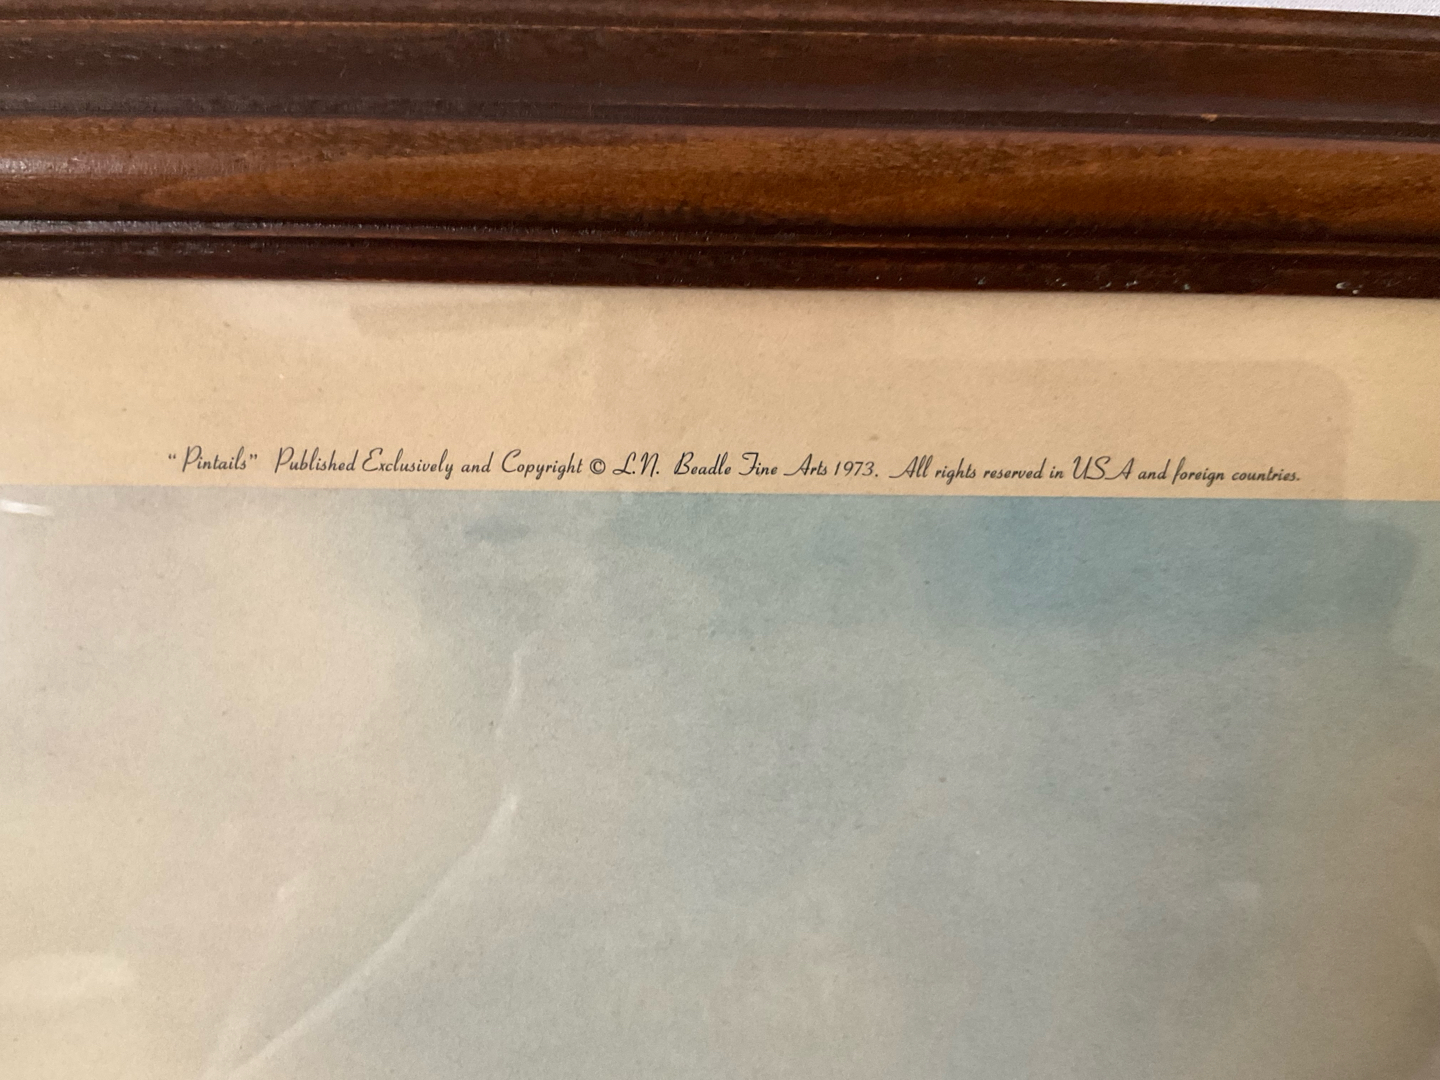 “Pintails” Published Exclusively and Copyright © L.N. Beadle Fine Arts 1973. All rights reserved in USA and foreign countries.